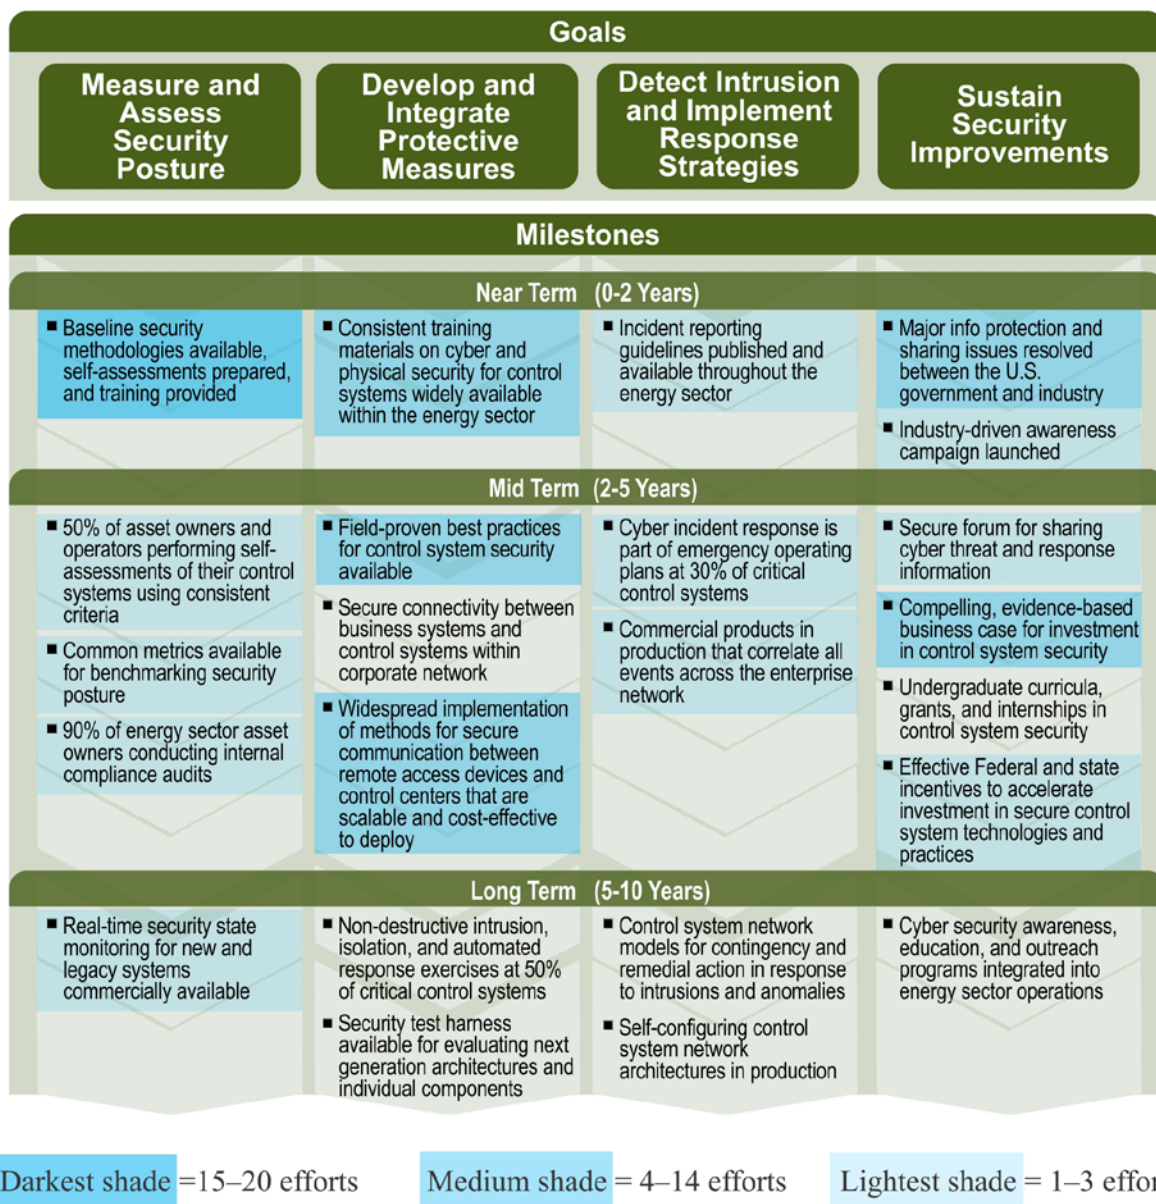 Goals
Measure and
Assess
Security
Posture
Develop and
Integrate
Protective
Measures
Detect Intrusion
and Implement
Response
Strategies
Sustain
Security
Improvements
Milestones
Near Term (0-2 Years)
■ Baseline security
methodologies available,
self-assessments prepared,
and training provided
■ Consistent training
materials on cyber and
physical security for control
systems widely available
within the energy sector
■ Incident reporting
guidelines published and
available throughout the
energy sector
■ Major info protection and
sharing issues resolved
between the U.S.
government and industry
■ Industry-driven awareness
campaign launched
Mid Term (2-5 Years)
■ 50% of asset owners and
operators performing self-
assessments of their control
systems using consistent
criteria
■ Common metrics available
for benchmarking security
posture
■ 90% of energy sector asset
owners conducting internal
compliance audits
■ Field-proven best practices
for control system security
available
■ Secure connectivity between
business systems and
control systems within
corporate network
■ Widespread implementation
of methods for secure
communication between
remote access devices and
control centers that are
scalable and cost-effective
to deploy
■ Cyber incident response is
part of emergency operating
plans at 30% of critical
control systems
■ Commercial products in
production that correlate all
events across the enterprise
network
■ Secure forum for sharing
cyber threat and response
information
■ Compelling, evidence-based
business case for investment
in control system security
■ Undergraduate curricula,
grants, and internships in
control system security
■ Effective Federal and state
incentives to accelerate
investment in secure control
system technologies and
practices
Long Term (5-10 Years)
■ Real-time security state
monitoring for new and
legacy systems
commercially available
■ Non-destructive intrusion,
isolation, and automated
response exercises at 50%
of critical control systems
■ Security test harness
available for evaluating next
generation architectures and
individual components
■ Control system network
models for contingency and
remedial action in response
to intrusions and anomalies
■ Self-configuring control
system network
architectures in production
■ Cyber security awareness,
education, and outreach
programs integrated into
energy sector operations
Darkest shade =15–20 efforts
Medium shade = 4–14 efforts
Lightest shade = 1–3 effor